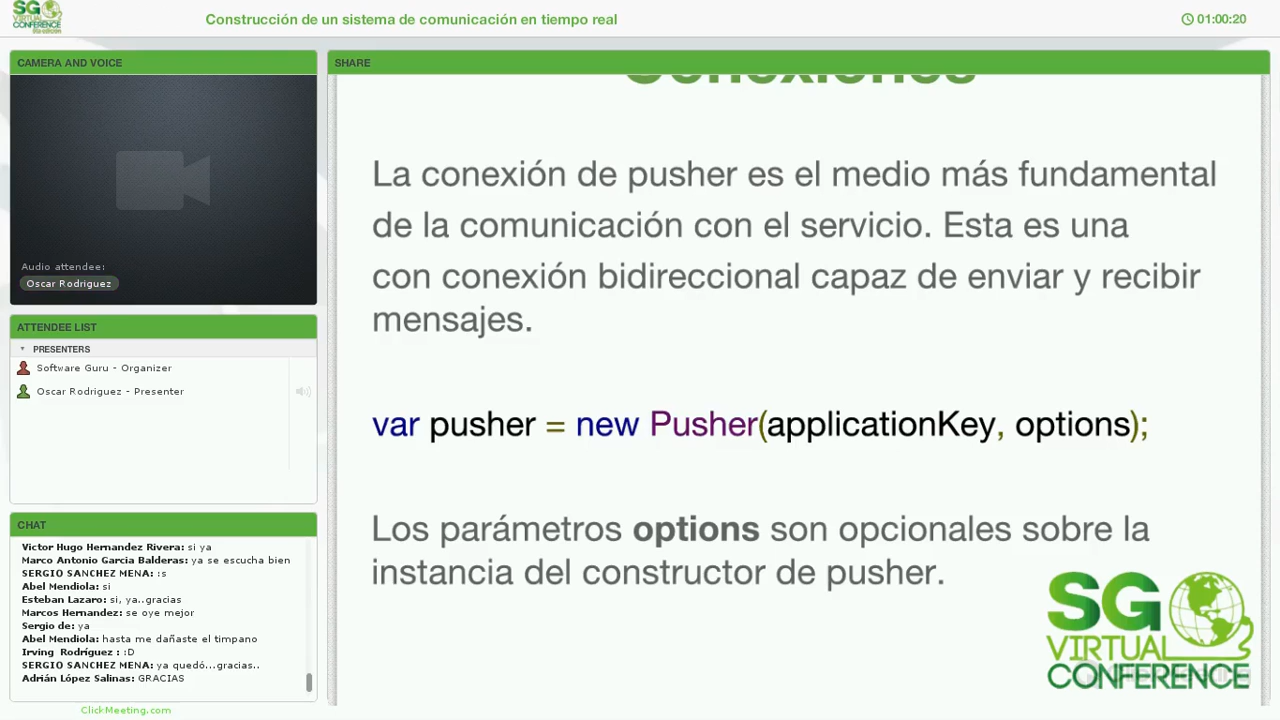 SG
VIRTUAL
CONFERENCE
Construcción de un sistema de comunicación en tiempo real
01:00:20
CAMERA AND VOICE
Audio attendee:
Oscar Rodriguez
ATTENDEE LIST
PRESENTERS
Software Guru - Organizer
Oscar Rodriguez - Presenter
CHAT
Victor Hugo Hernandez Rivera: si ya
Marco Antonio Garcia Balderas: ya se escucha bien
SERGIO SANCHEZ MENA: :s
Abel Mendiola: si
Esteban Lazaro: si, ya..gracias
Marcos Hernandez: se oye mejor
Sergio de: ya
Abel Mendiola: hasta me dañaste el timpano
Irving Rodríguez : :D
SERGIO SANCHEZ MENA: ya quedó...gracias..
Adrián López Salinas: GRACIAS
ClickMeeting.com
SHARE
Conexiones
La conexión de pusher es el medio más fundamental
de la comunicación con el servicio. Esta es una
con conexión bidireccional capaz de enviar y recibir
mensajes.
var pusher = new Pusher(applicationKey, options);
Los parámetros options son opcionales sobre la
instancia del constructor de pusher.
SG
VIRTUAL
CONFERENCE